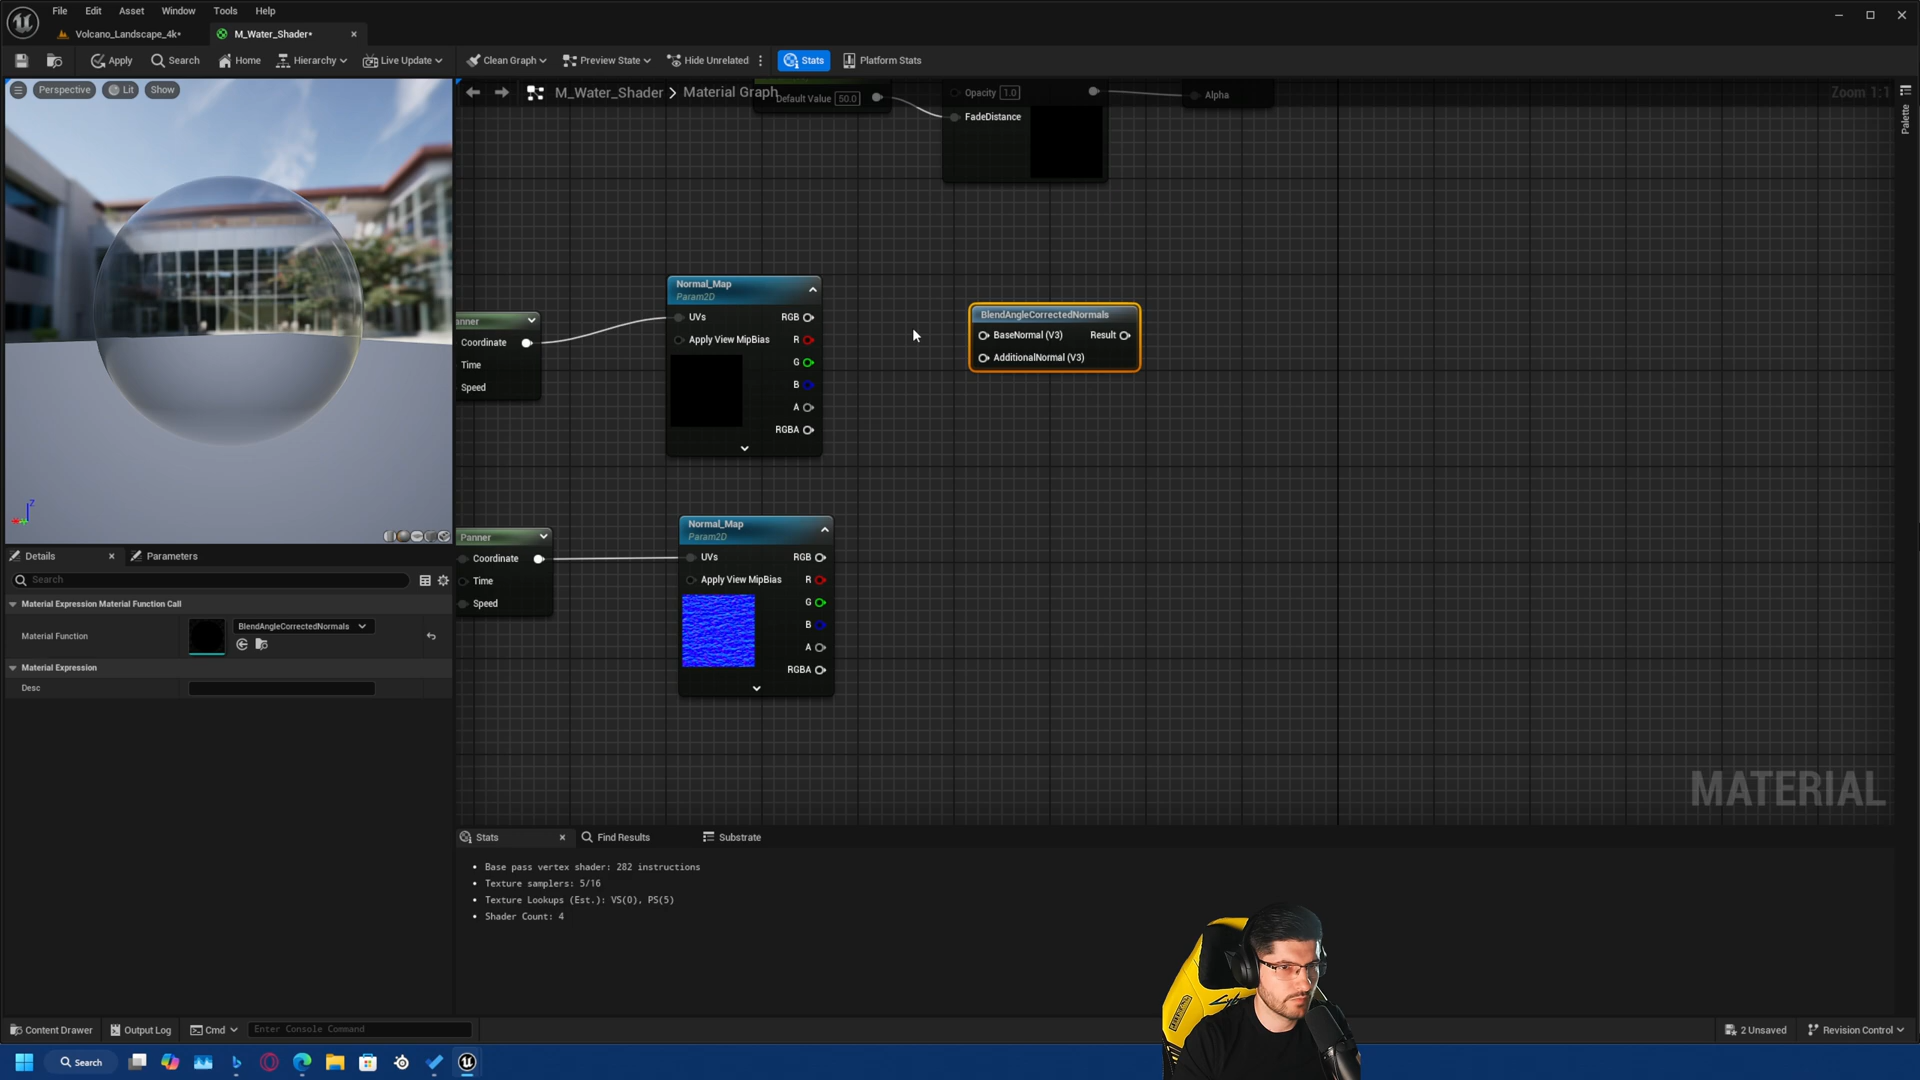 File Edit Asset Window Tools Help
Volcano_Landscape_4k*
M_Water_Shader*
Apply Search Home Hierarchy Live Update Clean Graph Preview State Hide Unrelated Stats Platform Stats
Perspective Lit Show
M_Water_Shader > Material Graph
Zoom 1:1
Palette
Default Value 50.0
Opacity 1.0
FadeDistance
Alpha
Normal_Map
Param2D
UVs RGB
Apply View MipBias R
G
B
A
RGBA
anner
Coordinate
Time
Speed
BlendAngleCorrectedNormals
BaseNormal (V3) Result
AdditionalNormal (V3)
Normal_Map
Param2D
UVs RGB
Apply View MipBias R
G
B
A
RGBA
Panner
Coordinate
Time
Speed
MATERIAL
Z
Details
Parameters
Search
Material Expression Material Function Call
Material Function BlendAngleCorrectedNormals
Material Expression
Desc
Stats Find Results Substrate
Base pass vertex shader: 282 instructions
Texture samplers: 5/16
Texture Lookups (Est.): VS(0), PS(5)
Shader Count: 4
Content Drawer Output Log Cmd Enter Console Command
2 Unsaved Revision Control
Search